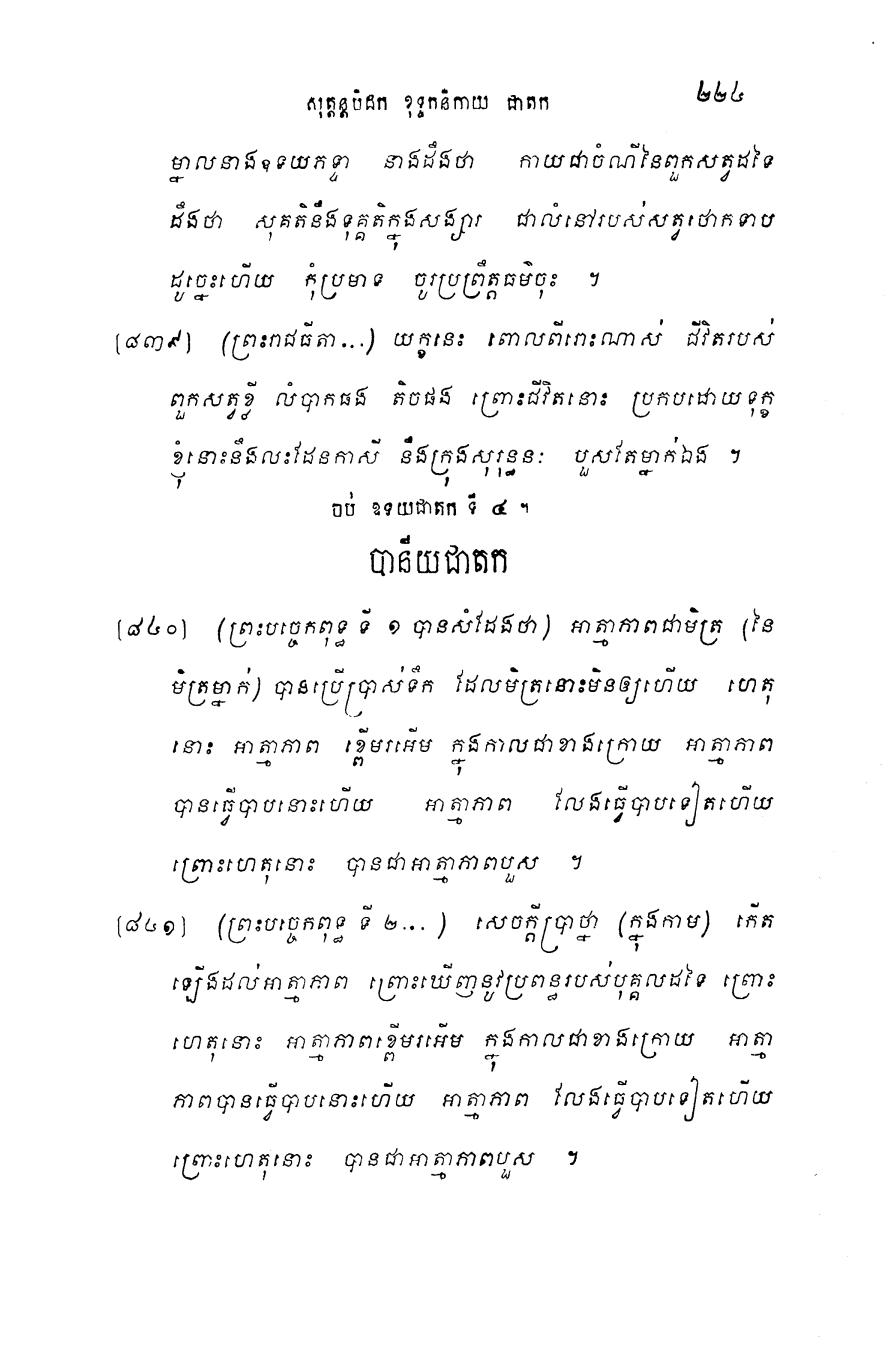 សុត្តន្តបិដក ខុទ្ទកនិកាយ ជាតក ២២៤
ម្នាលនាងឧទយភទ្ទា នាងដឹងថា កាយជាចំណីនៃពួកសត្វដទៃ
ដឹងថា សុគតិនឹងទុគ្គតិក្នុងសង្សារ ជាលំនៅរបស់សត្វថោកទាប
ដូច្នេះហើយ កុំប្រមាទ ចូរប្រព្រឹត្តធម៌ចុះ ។
[៨៣៩] (ព្រះរាជធីតា...) យក្ខនេះ ពោលពីរោះណាស់ ជីវិតរបស់
ពួកសត្វខ្លី លំបាកផង តិចផង ព្រោះជីវិតនោះ ប្រកបដោយទុក្ខ
ខ្ញុំនោះនឹងលះដែនកាសី នឹងក្រុងសុរុន្ធនៈ បួសតែម្នាក់ឯង ។
ចប់ ឧទយជាតក ទី ៤ ។
បានីយជាតក
[៨៤០] (ព្រះបច្ចេកពុទ្ធ ទី ១ បានសំដែងថា) អាត្មាភាពជាមិត្រ (នៃ
មិត្រម្នាក់) បានប្រើប្រាស់ទឹក ដែលមិត្រនោះមិនឲ្យហើយ ហេតុ
នោះ អាត្មាភាព ខ្ពើមរអើម ក្នុងកាលជាខាងក្រោយ អាត្មាភាព
បានធ្វើបាបនោះហើយ អាត្មាភាព លែងធ្វើបាបទៀតហើយ
ព្រោះហេតុនោះ បានជាអាត្មាភាពបួស ។
[៨៤១] (ព្រះបច្ចេកពុទ្ធ ទី ២... ) សេចក្តីប្រាថ្នា (ក្នុងកាម) កើត
ឡើងដល់អាត្មាភាព ព្រោះឃើញនូវប្រពន្ធរបស់បុគ្គលដទៃ ព្រោះ
ហេតុនោះ អាត្មាភាពខ្ពើមរអើម ក្នុងកាលជាខាងក្រោយ អាត្មា
ភាពបានធ្វើបាបនោះហើយ អាត្មាភាព លែងធ្វើបាបទៀតហើយ
ព្រោះហេតុនោះ បានជាអាត្មាភាពបួស ។